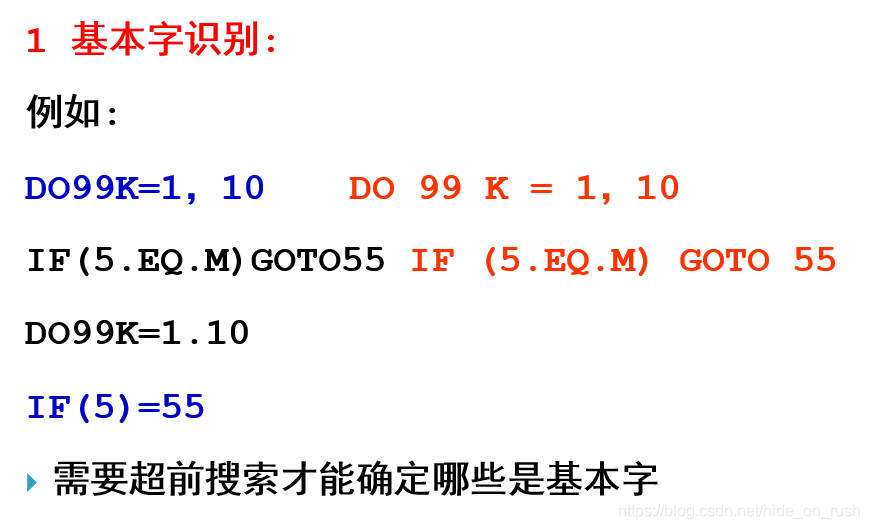 1 基本字识别:
例如:
DO99K=1, 10 DO 99 K = 1, 10
IF(5.EQ.M)GOTO55 IF (5.EQ.M) GOTO 55
DO99K=1.10
IF(5)=55
需要超前搜索才能确定哪些是基本字
https://blog.csdn.net/hide_on_rush